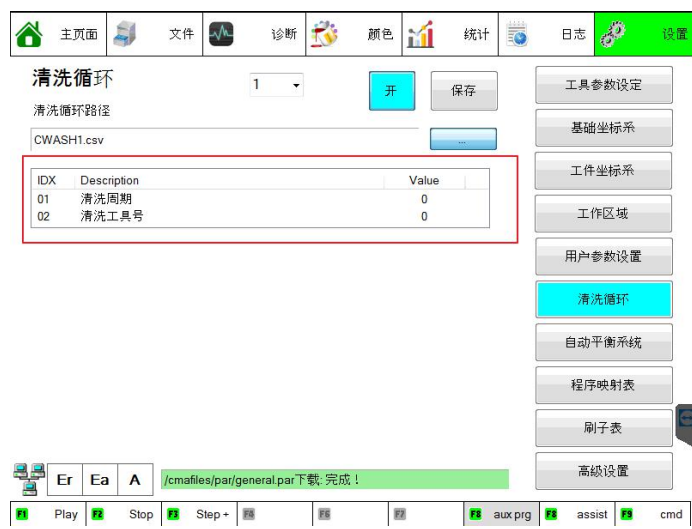 主页面 文件 诊断 颜色 统计 日志 设置
清洗循环 1 开 保存
清洗循环路径
CWASH1.csv ...
IDX Description Value
01 清洗周期 0
02 清洗工具号 0
工具参数设定
基础坐标系
工件坐标系
工作区域
用户参数设置
清洗循环
自动平衡系统
程序映射表
刷子表
高级设置
Er Ea A /cmafiles/par/general.par下载: 完成！
F1 Play F2 Stop F3 Step + F8 F6 F7 F8 aux prg F8 assist F9 cmd